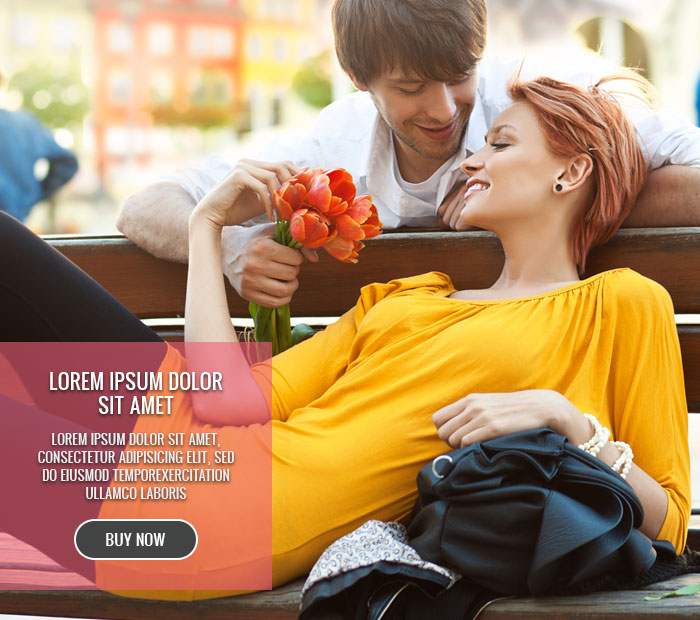 LOREM IPSUM DOLOR
SIT AMET
LOREM IPSUM DOLOR SIT AMET,
CONSECTETUR ADIPISICING ELIT, SED
DO EIUSMOD TEMPOREXERCITATION
ULLAMCO LABORIS
BUY NOW